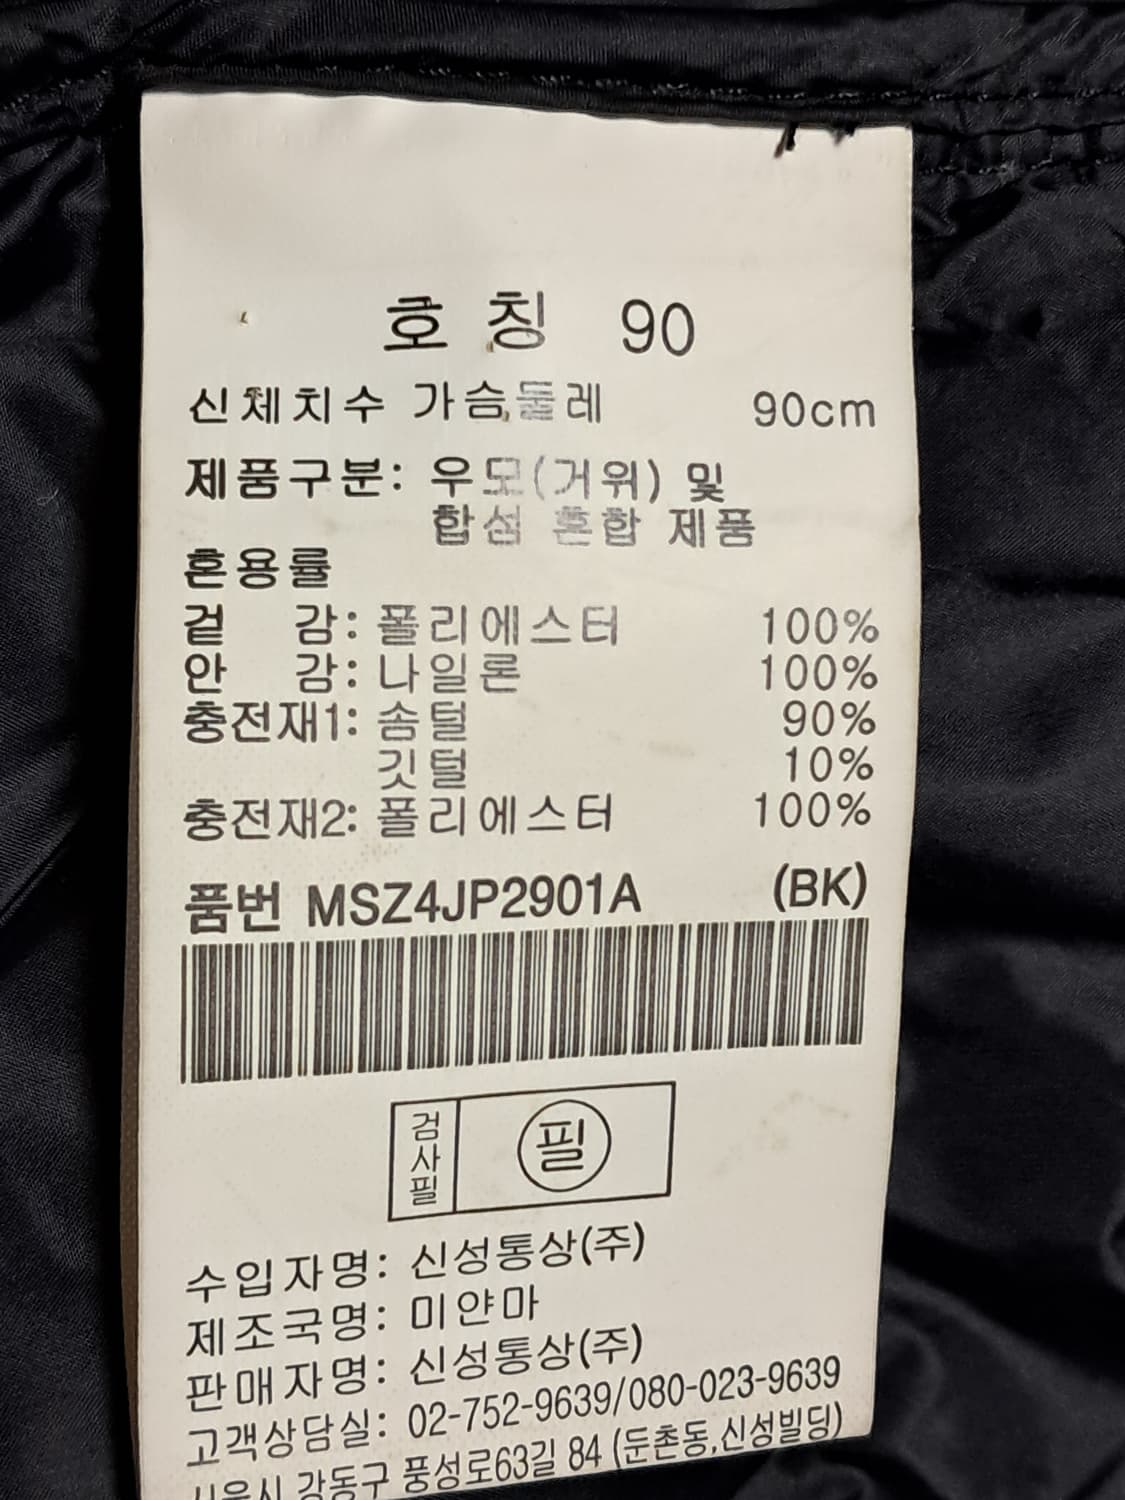 호칭 90
신체치수 가슴둘레 90cm
제품구분: 우모(거위) 및
합섬 혼합 제품
혼용률
겉 감: 폴리에스터 100%
안 감: 나일론 100%
충전재1: 솜털 90%
깃털 10%
충전재2: 폴리에스터 100%
품번 MSZ4JP2901A (BK)
검사필 필
수입자명: 신성통상(주)
제조국명: 미얀마
판매자명: 신성통상(주)
고객상담실: 02-752-9639/080-023-9639
서울시 강동구 풍성로63길 84 (둔촌동,신성빌딩)